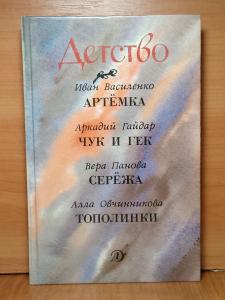 Детство
Иван Василенко
АРТЁМКА
Аркадий Гайдар
ЧУК И ГЕК
Вера Панова
СЕРЁЖА
Алла Овчинникова
ТОПОЛИНКИ